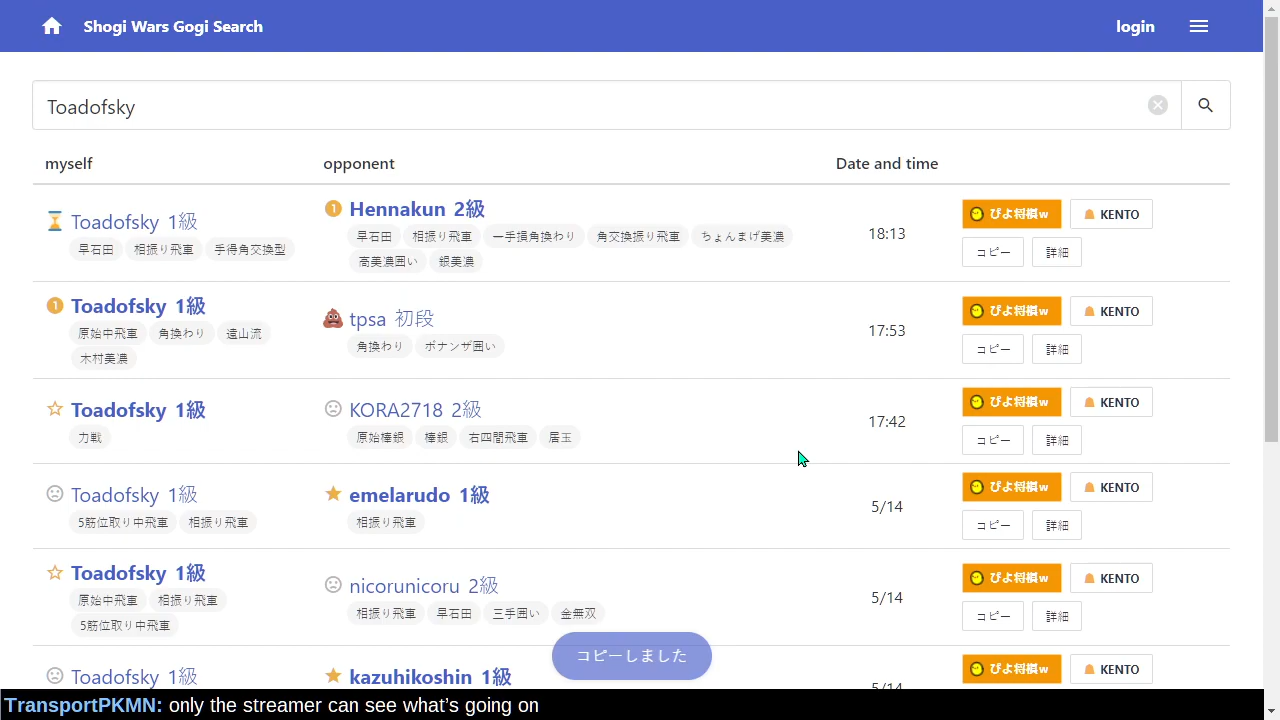 Shogi Wars Gogi Search
login
Toadofsky
myself opponent Date and time
Toadofsky 1級
早石田 相振り飛車 手得角交換型
Hennakun 2級
早石田 相振り飛車 一手損角換わり 角交換振り飛車 ちょんまげ美濃
高美濃囲い 銀美濃
18:13
ぴよ将棋w KENTO
コピー 詳細
Toadofsky 1級
原始中飛車 角換わり 遠山流
木村美濃
tpsa 初段
角換わり ボナンザ囲い
17:53
ぴよ将棋w KENTO
コピー 詳細
Toadofsky 1級
力戦
KORA2718 2級
原始棒銀 棒銀 右四間飛車 居玉
17:42
ぴよ将棋w KENTO
コピー 詳細
Toadofsky 1級
5筋位取り中飛車 相振り飛車
emelarudo 1級
相振り飛車
5/14
ぴよ将棋w KENTO
コピー 詳細
Toadofsky 1級
原始中飛車 相振り飛車
5筋位取り中飛車
nicorunicoru 2級
相振り飛車 早石田 三手囲い 金無双
5/14
ぴよ将棋w KENTO
コピー 詳細
Toadofsky 1級
kazuhikoshin 1級
5/14
ぴよ将棋w KENTO
コピーしました
TransportPKMN: only the streamer can see what's going on